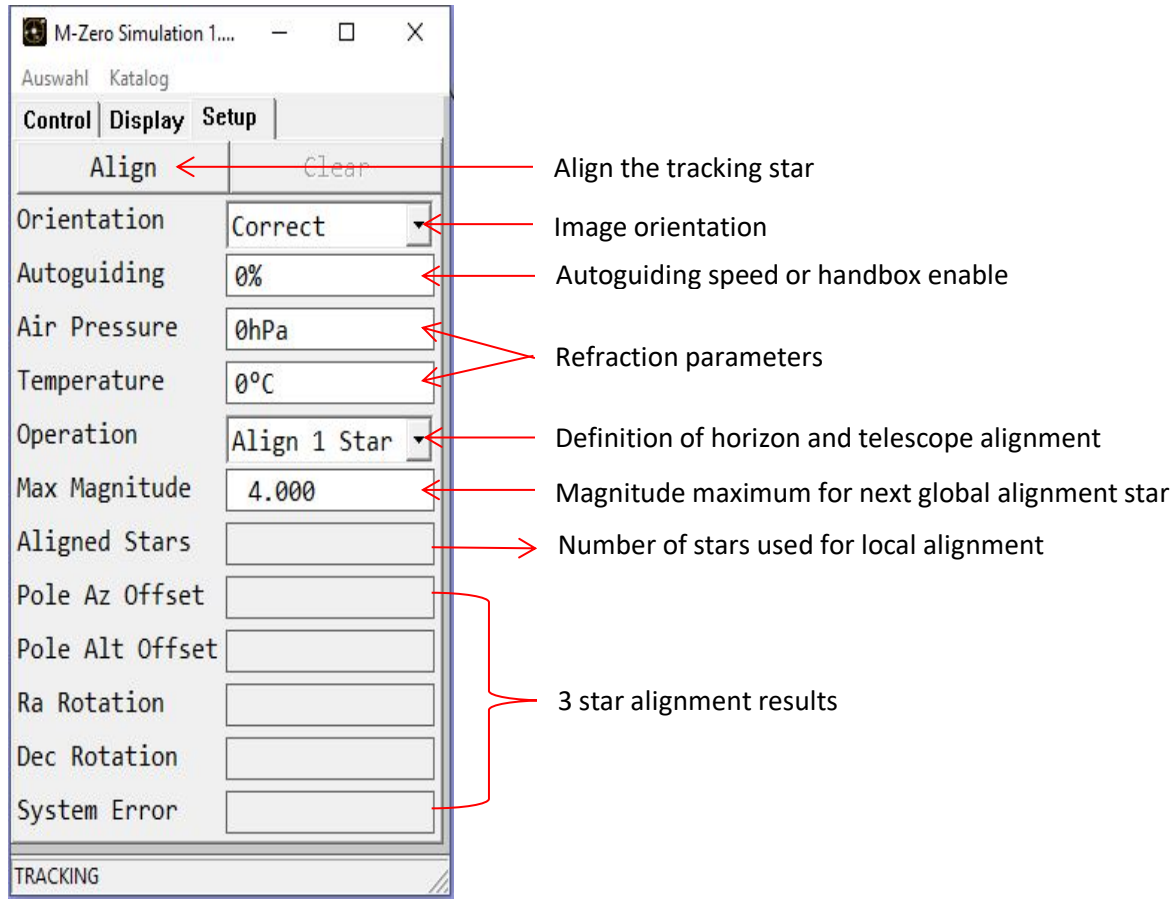 M-Zero Simulation 1....
Auswahl Katalog
Control Display Setup
Align Clear Align the tracking star
Orientation Correct Image orientation
Autoguiding 0% Autoguiding speed or handbox enable
Air Pressure 0hPa
Refraction parameters
Temperature 0ºC
Operation Align 1 Star Definition of horizon and telescope alignment
Max Magnitude 4.000 Magnitude maximum for next global alignment star
Aligned Stars Number of stars used for local alignment
Pole Az Offset
Pole Alt Offset
Ra Rotation 3 star alignment results
Dec Rotation
System Error
TRACKING